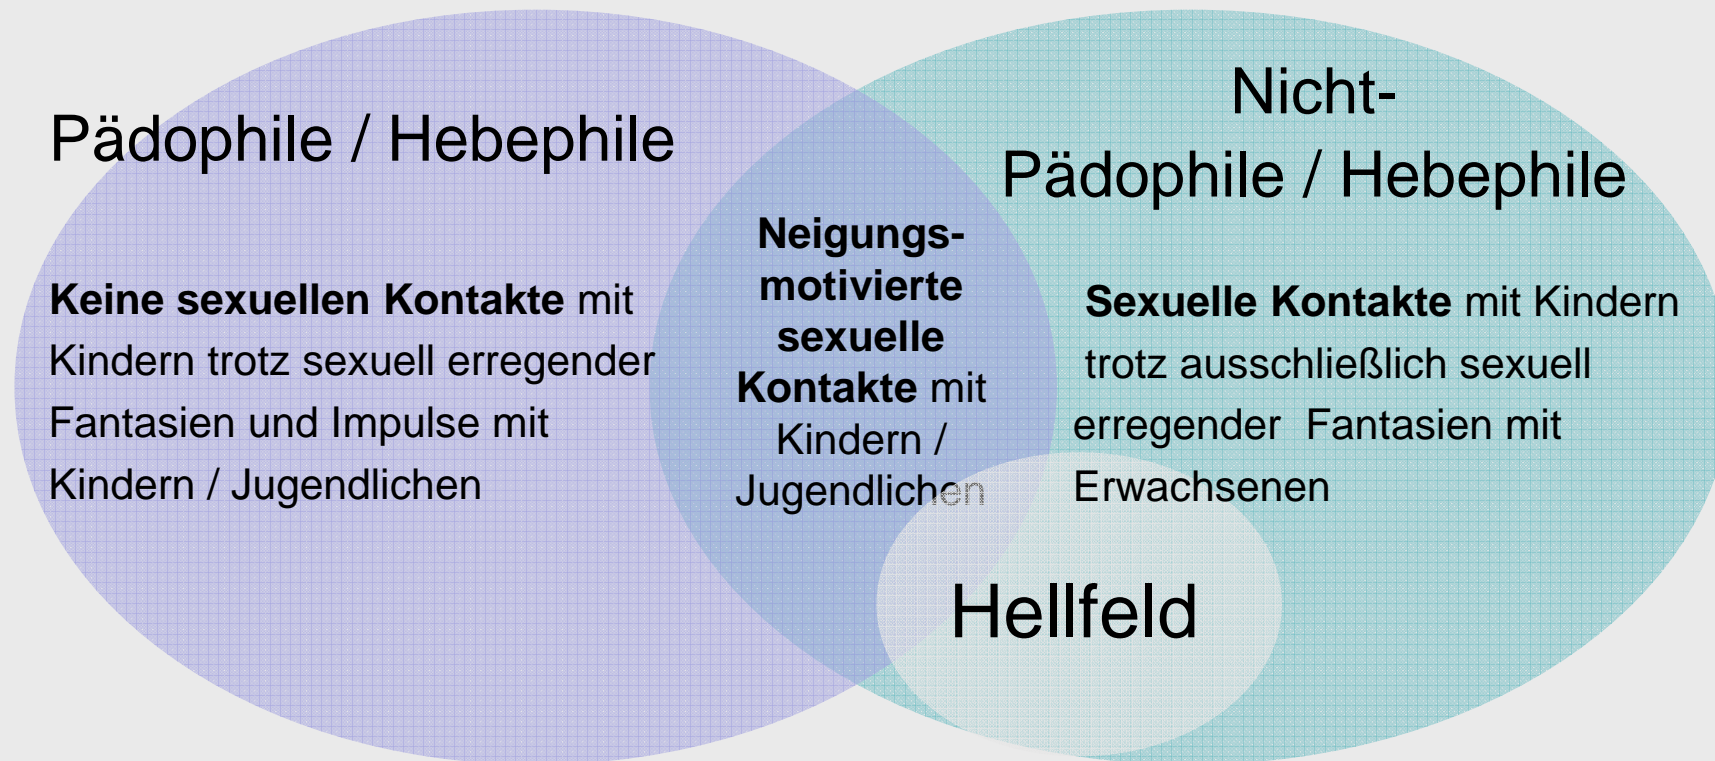 Pädophile / Hebephile
Keine sexuellen Kontakte mit
Kindern trotz sexuell erregender
Fantasien und Impulse mit
Kindern / Jugendlichen
Neigungs-
motivierte
sexuelle
Kontakte mit
Kindern /
Jugendlichen
Nicht-
Pädophile / Hebephile
Sexuelle Kontakte mit Kindern
trotz ausschließlich sexuell
erregender Fantasien mit
Erwachsenen
Hellfeld